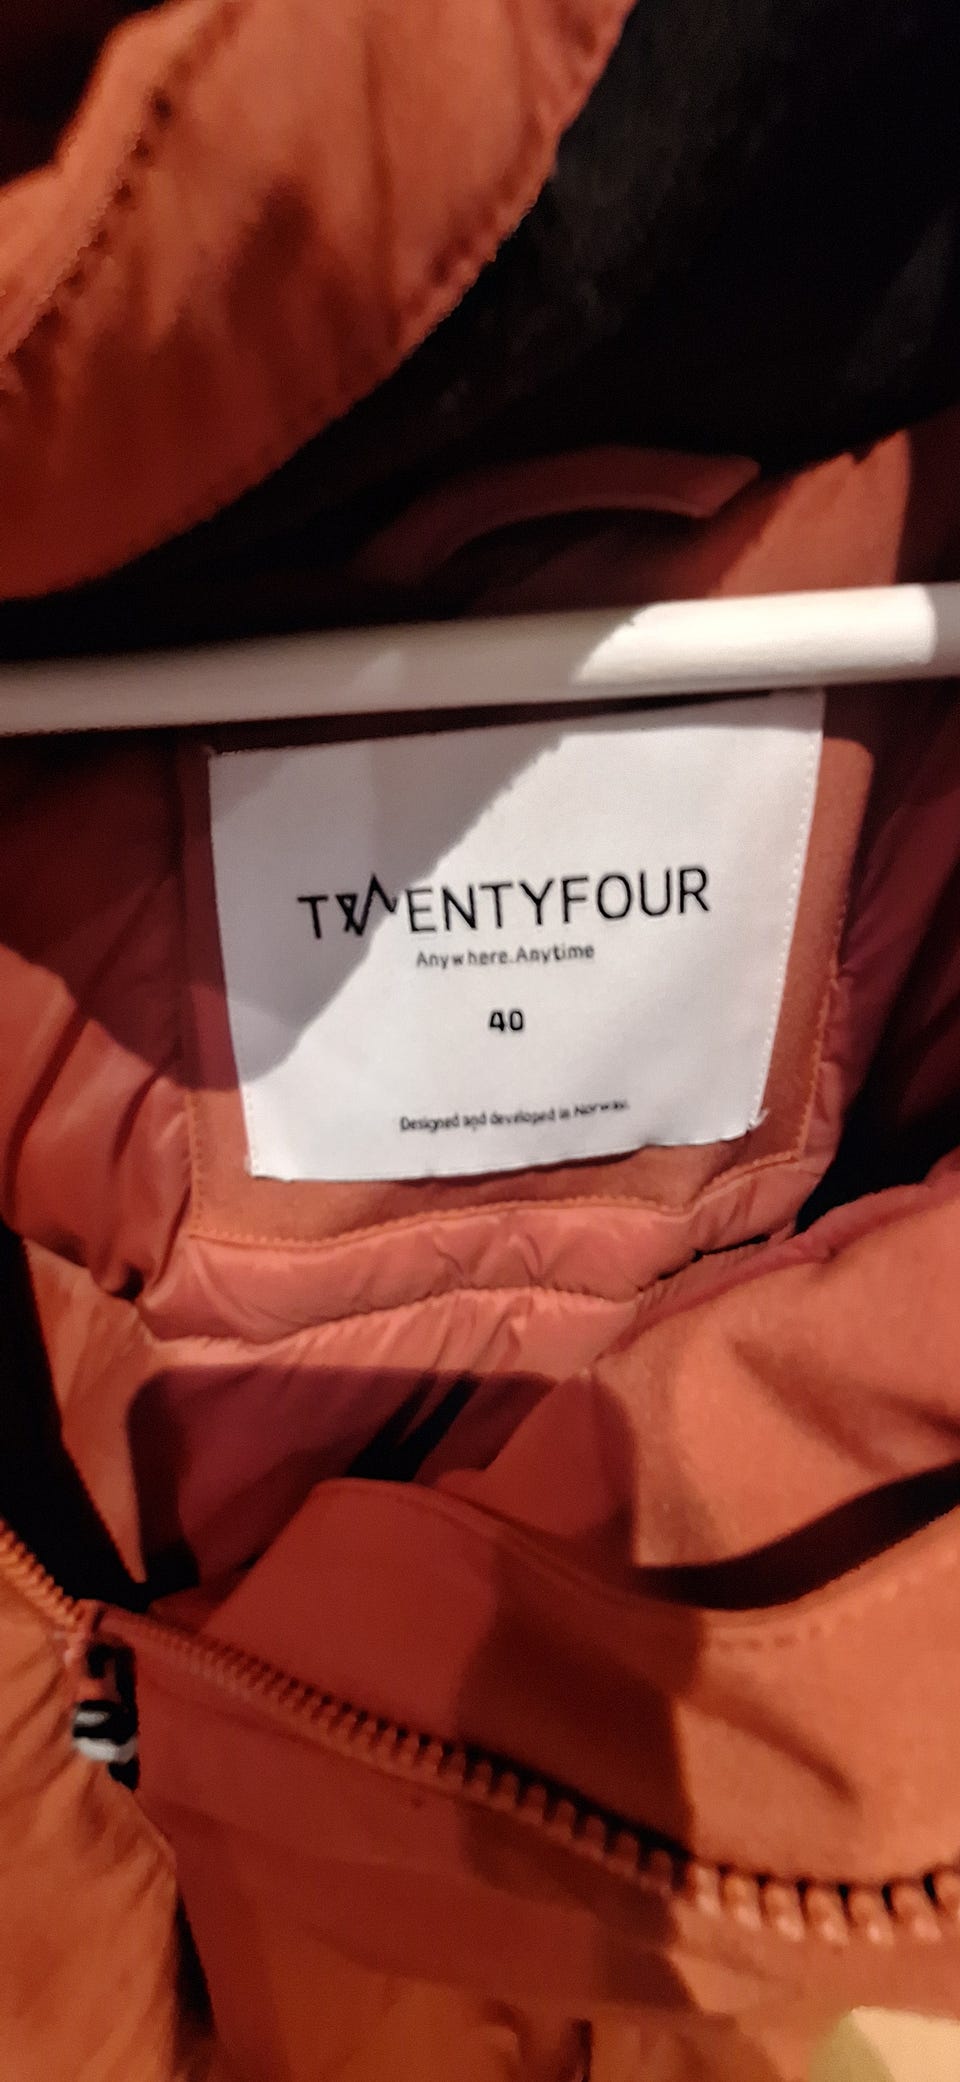 TWENTYFOUR
Anywhere.Anytime
40
Designed and developed in Norway.